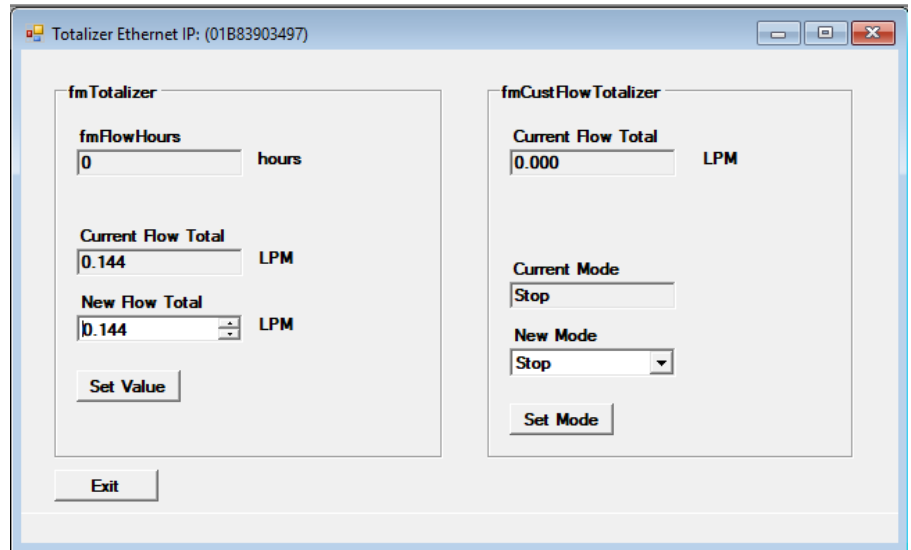 Totalizer Ethernet IP: (01B83903497)
fmTotalizer
fmFlowHours
0 hours
Current Flow Total
0.144 LPM
New Flow Total
0.144 LPM
Set Value
fmCustFlowTotalizer
Current Flow Total
0.000 LPM
Current Mode
Stop
New Mode
Stop
Set Mode
Exit